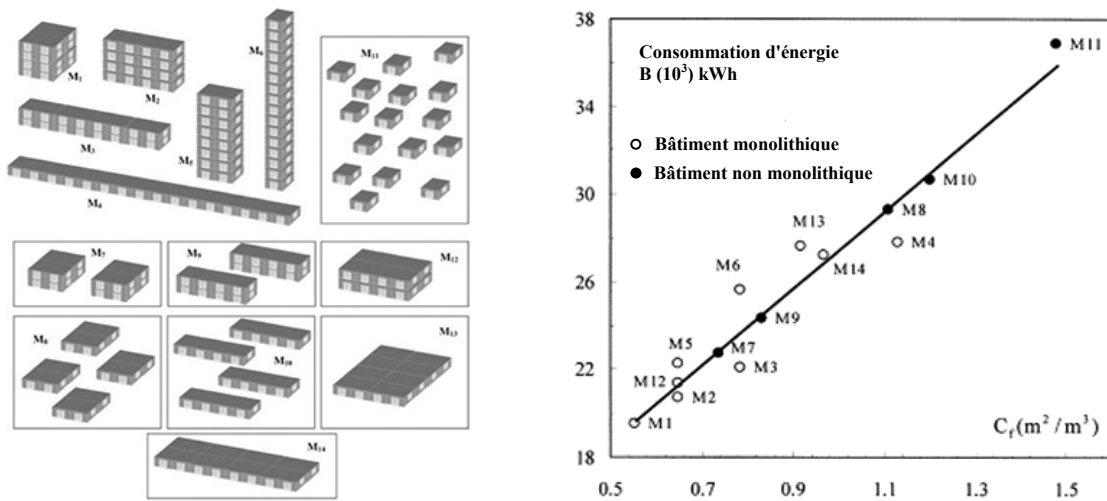 M1
M2
M3
M4
M5
M6
M11
M7
M9
M12
M8
M10
M13
M14
Consommation d'énergie
B (10³) kWh
Bâtiment monolithique
Bâtiment non monolithique
38
34
30
26
22
18
M11
M10
M8
M4
M13
M14
M6
M9
M5
M7
M3
M12
M2
M1
Cf(m²/m³)
0.5 0.7 0.9 1.1 1.3 1.5